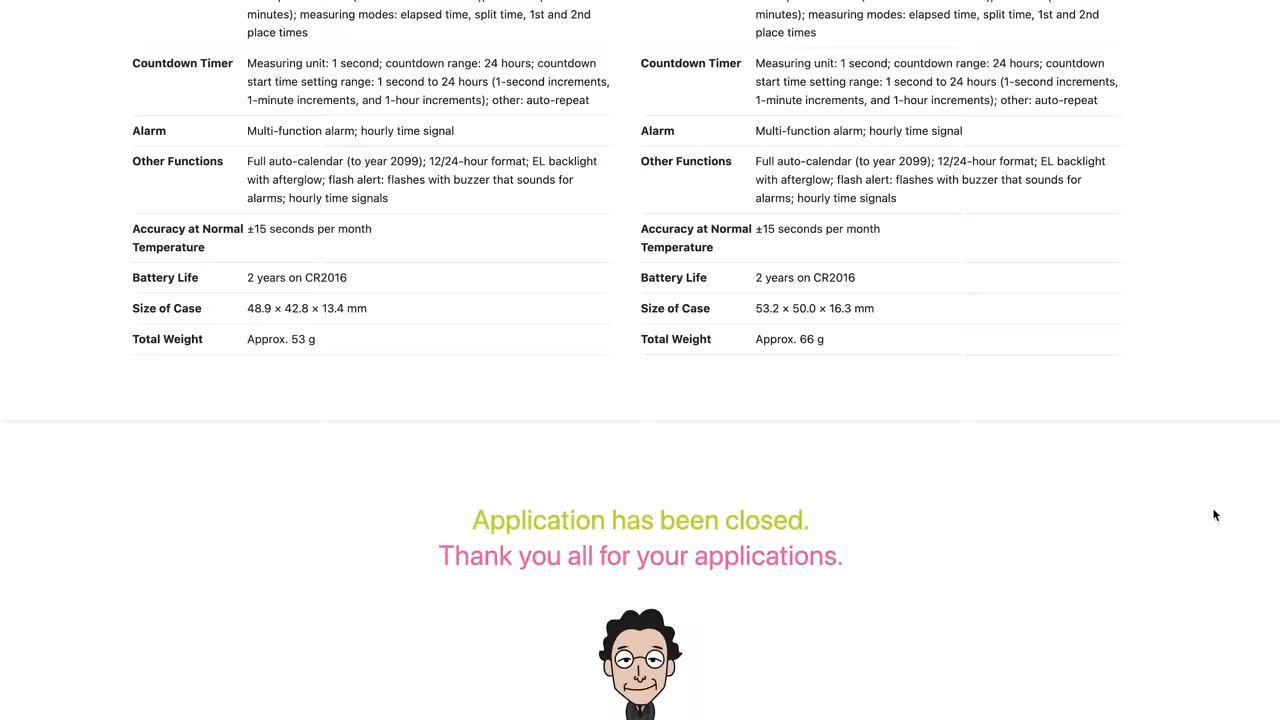 minutes); measuring modes: elapsed time, split time, 1st and 2nd
place times
Countdown Timer Measuring unit: 1 second; countdown range: 24 hours; countdown
start time setting range: 1 second to 24 hours (1-second increments,
1-minute increments, and 1-hour increments); other: auto-repeat
Alarm Multi-function alarm; hourly time signal
Other Functions Full auto-calendar (to year 2099); 12/24-hour format; EL backlight
with afterglow; flash alert: flashes with buzzer that sounds for
alarms; hourly time signals
Accuracy at Normal ±15 seconds per month
Temperature
Battery Life 2 years on CR2016
Size of Case 48.9 × 42.8 × 13.4 mm
Total Weight Approx. 53 g
minutes); measuring modes: elapsed time, split time, 1st and 2nd
place times
Countdown Timer Measuring unit: 1 second; countdown range: 24 hours; countdown
start time setting range: 1 second to 24 hours (1-second increments,
1-minute increments, and 1-hour increments); other: auto-repeat
Alarm Multi-function alarm; hourly time signal
Other Functions Full auto-calendar (to year 2099); 12/24-hour format; EL backlight
with afterglow; flash alert: flashes with buzzer that sounds for
alarms; hourly time signals
Accuracy at Normal ±15 seconds per month
Temperature
Battery Life 2 years on CR2016
Size of Case 53.2 × 50.0 × 16.3 mm
Total Weight Approx. 66 g
Application has been closed.
Thank you all for your applications.